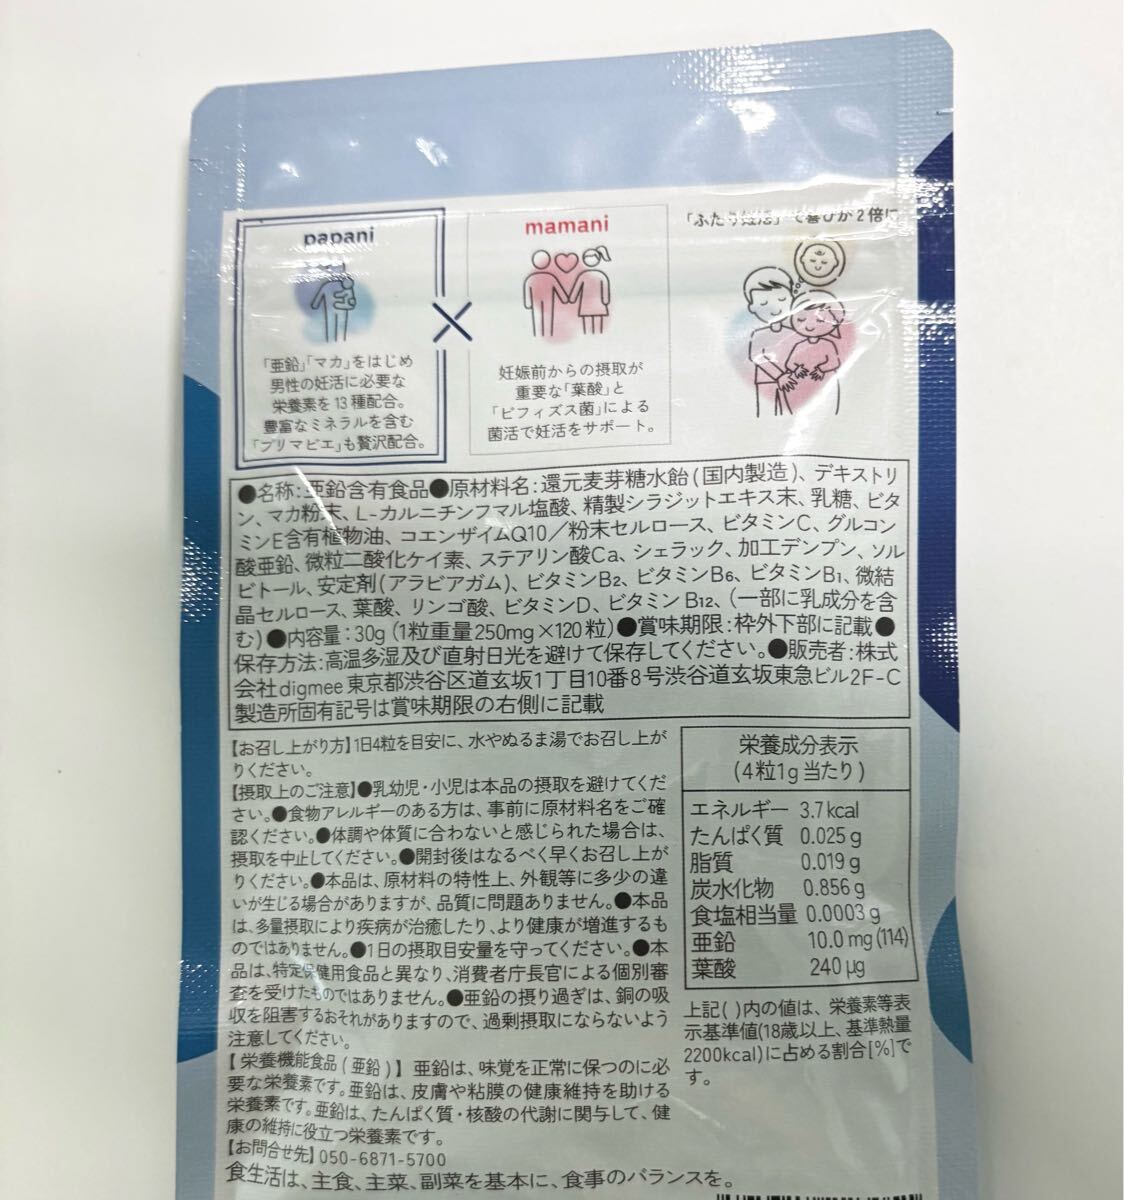 papani
「亜鉛」「マカ」をはじめ
男性の妊活に必要な
栄養素を13種配合。
豊富なミネラルを含む
「プリマビエ」も贅沢配合。
×
mamani
妊娠前からの摂取が
重要な「葉酸」と
「ビフィズス菌」による
菌活で妊活をサポート。
「ふたり妊活」で喜びが2倍に
●名称:亜鉛含有食品●原材料名:還元麦芽糖水飴(国内製造)、デキストリ
ン、マカ粉末、L-カルニチンフマル塩酸、精製シラジットエキス末、乳糖、ビタ
ミンE含有植物油、コエンザイムQ10/粉末セルロース、ビタミンC、グルコン
酸亜鉛、微粒二酸化ケイ素、ステアリン酸Ca、シェラック、加工デンプン、ソル
ビトール、安定剤(アラビアガム)、ビタミンB₂、ビタミンB₆、ビタミンB₁、微結
晶セルロース、葉酸、リンゴ酸、ビタミンD、ビタミンB₁₂、(一部に乳成分を含
む)●内容量:30g(1粒重量250mg×120粒)●賞味期限:枠外下部に記載●
保存方法:高温多湿及び直射日光を避けて保存してください。●販売者:株式
会社digmee東京都渋谷区道玄坂1丁目10番8号渋谷道玄坂東急ビル2F-C
製造所固有記号は賞味期限の右側に記載
【お召し上がり方】1日4粒を目安に、水やぬるま湯でお召し上が
りください。
【摂取上のご注意】●乳幼児・小児は本品の摂取を避けてくだ
さい。●食物アレルギーのある方は、事前に原材料名をご確
認ください。●体調や体質に合わないと感じられた場合は、
摂取を中止してください。●開封後はなるべく早くお召し上が
りください。●本品は、原材料の特性上、外観等に多少の違
いが生じる場合がありますが、品質に問題ありません。●本品
は、多量摂取により疾病が治癒したり、より健康が増進するも
のではありません。●1日の摂取目安量を守ってください。●本
品は、特定保健用食品と異なり、消費者庁長官による個別審
査を受けたものではありません。●亜鉛の摂り過ぎは、銅の吸
収を阻害するおそれがありますので、過剰摂取にならないよう
注意してください。
【栄養機能食品(亜鉛)】亜鉛は、味覚を正常に保つのに必
要な栄養素です。亜鉛は、皮膚や粘膜の健康維持を助ける
栄養素です。亜鉛は、たんぱく質・核酸の代謝に関与して、健
康の維持に役立つ栄養素です。
【お問合せ先】050-6871-5700
食生活は、主食、主菜、副菜を基本に、食事のバランスを。
栄養成分表示
(4粒1g当たり)
エネルギー 3.7kcal
たんぱく質 0.025g
脂質 0.019g
炭水化物 0.856g
食塩相当量 0.0003g
亜鉛 10.0mg(114)
葉酸 240μg
上記( )内の値は、栄養素等表
示基準値(18歳以上、基準熱量
2200kcal)に占める割合[%]で
す。